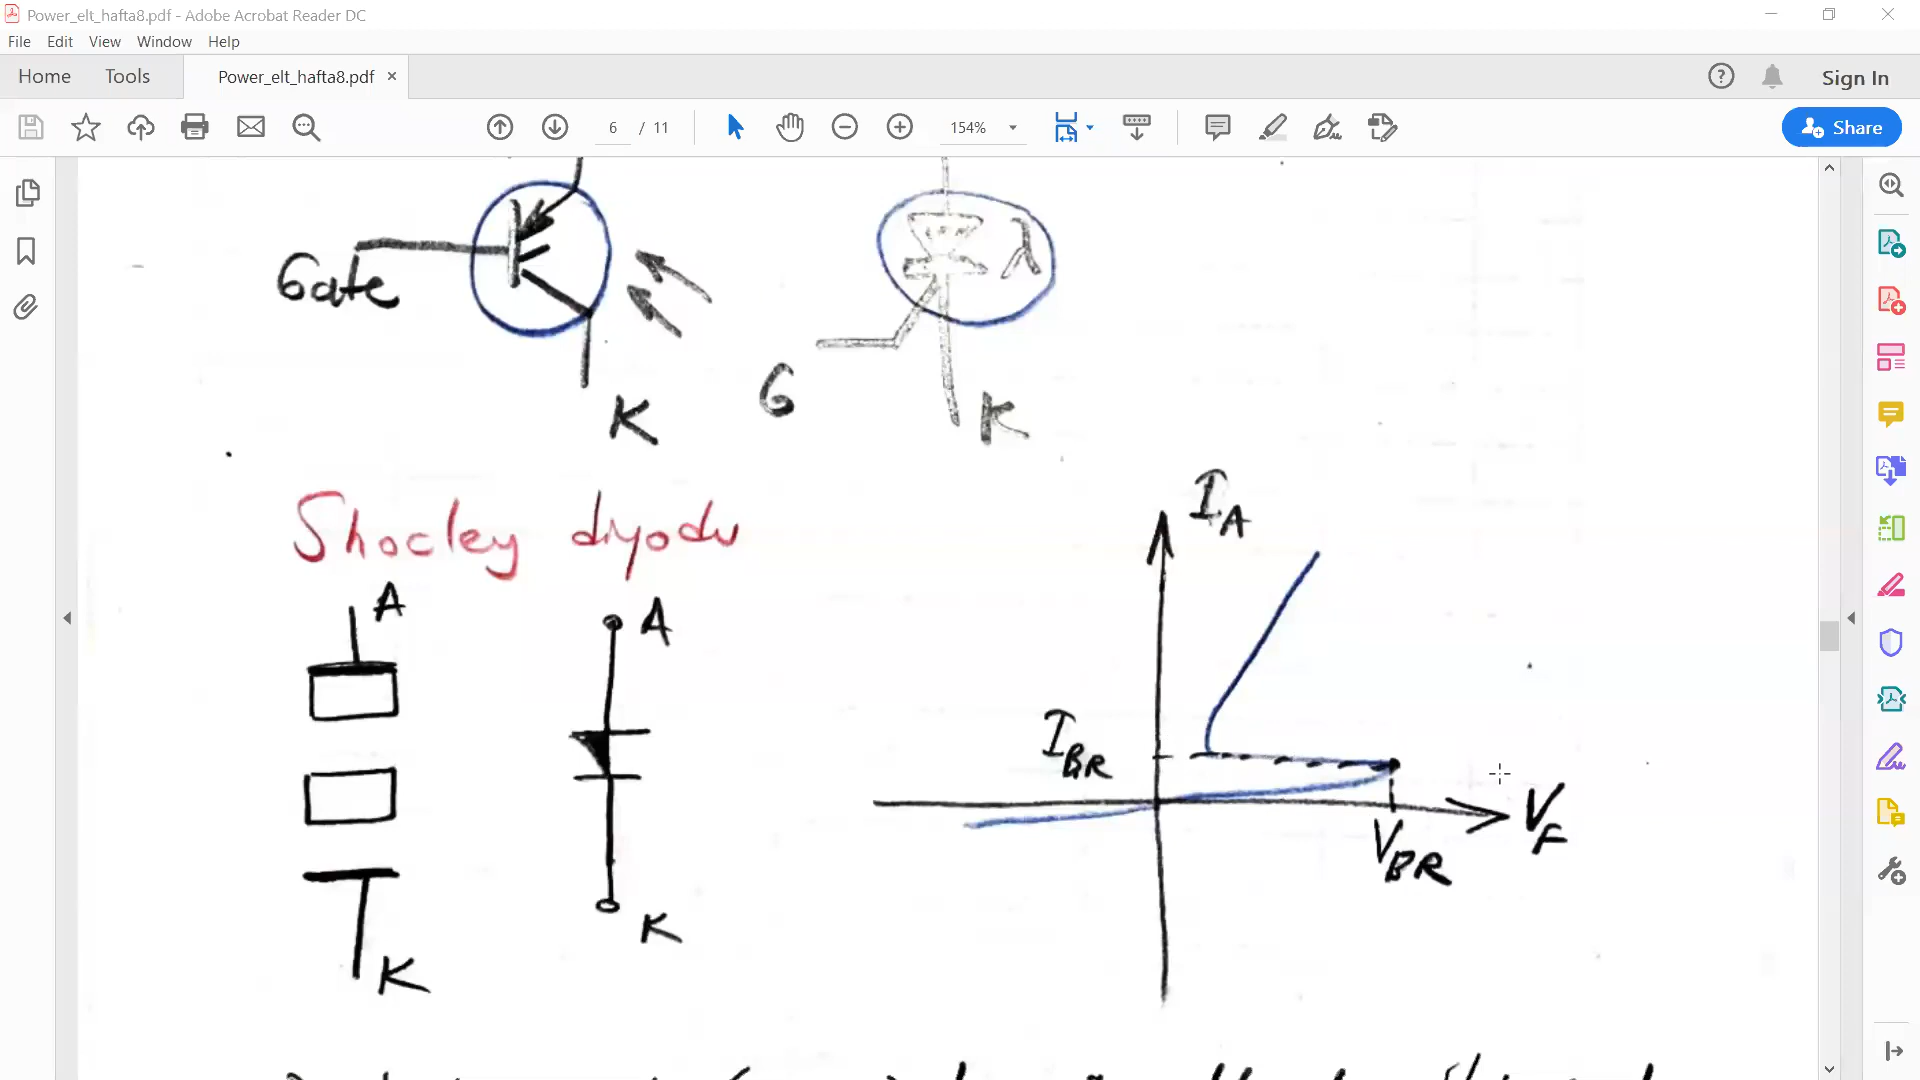 Power_elt_hafta8.pdf - Adobe Acrobat Reader DC
File Edit View Window Help
Home Tools Power_elt_hafta8.pdf × Sign In
6 / 11 154% Share
Gate
K
G
K
Shocley diyodu
A
A
K
K
I_A
I_BR
V_BR
V_F